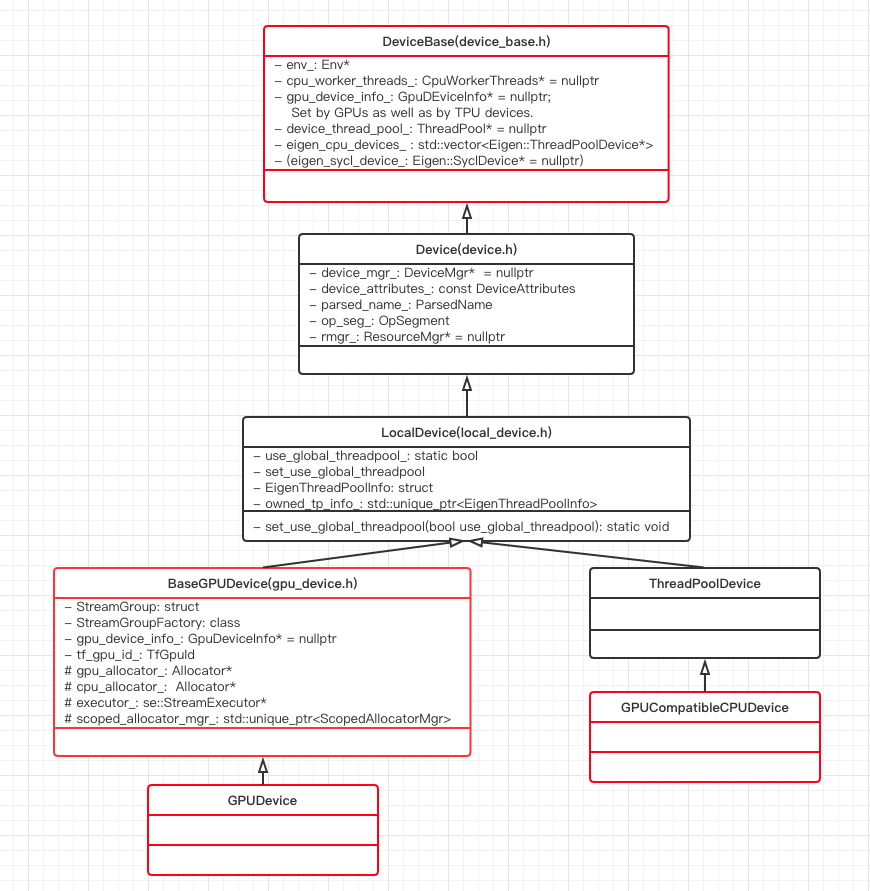 DeviceBase(device_base.h)
– env_: Env*
– cpu_worker_threads_: CpuWorkerThreads* = nullptr
– gpu_device_info_: GpuDEviceInfo* = nullptr;
Set by GPUs as well as by TPU devices.
– device_thread_pool_: ThreadPool* = nullptr
– eigen_cpu_devices_ : std::vector<Eigen::ThreadPoolDevice*>
– (eigen_sycl_device_: Eigen::SyclDevice* = nullptr)
Device(device.h)
– device_mgr_: DeviceMgr*  = nullptr
– device_attributes_: const DeviceAttributes
– parsed_name_: ParsedName
– op_seg_: OpSegment
– rmgr_: ResourceMgr* = nullptr
LocalDevice(local_device.h)
– use_global_threadpool_: static bool
– set_use_global_threadpool
– EigenThreadPoolInfo: struct
– owned_tp_info_: std::unique_ptr<EigenThreadPoolInfo>
– set_use_global_threadpool(bool use_global_threadpool): static void
BaseGPUDevice(gpu_device.h)
– StreamGroup: struct
– StreamGroupFactory: class
– gpu_device_info_: GpuDeviceInfo* = nullptr
– tf_gpu_id_: TfGpuId
# gpu_allocator_: Allocator*
# cpu_allocator_:  Allocator*
# executor_: se::StreamExecutor*
# scoped_allocator_mgr_: std::unique_ptr<ScopedAllocatorMgr>
ThreadPoolDevice
GPUCompatibleCPUDevice
GPUDevice